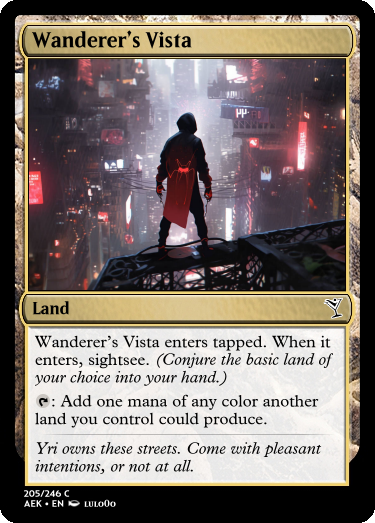 Wanderer's Vista
Land
Wanderer's Vista enters tapped. When it
enters, sightsee. (Conjure the basic land of
your choice into your hand.)
: Add one mana of any color another
land you control could produce.
Yri owns these streets. Come with pleasant
intentions, or not at all.
205/246 C
AEK • EN LULO0o